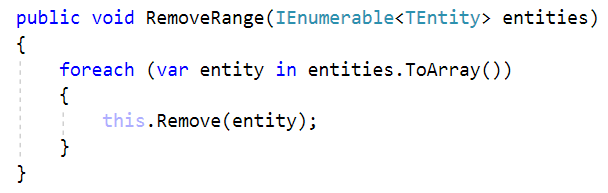 public void RemoveRange(IEnumerable<TEntity> entities)
{
    foreach (var entity in entities.ToArray())
    {
        this.Remove(entity);
    }
}